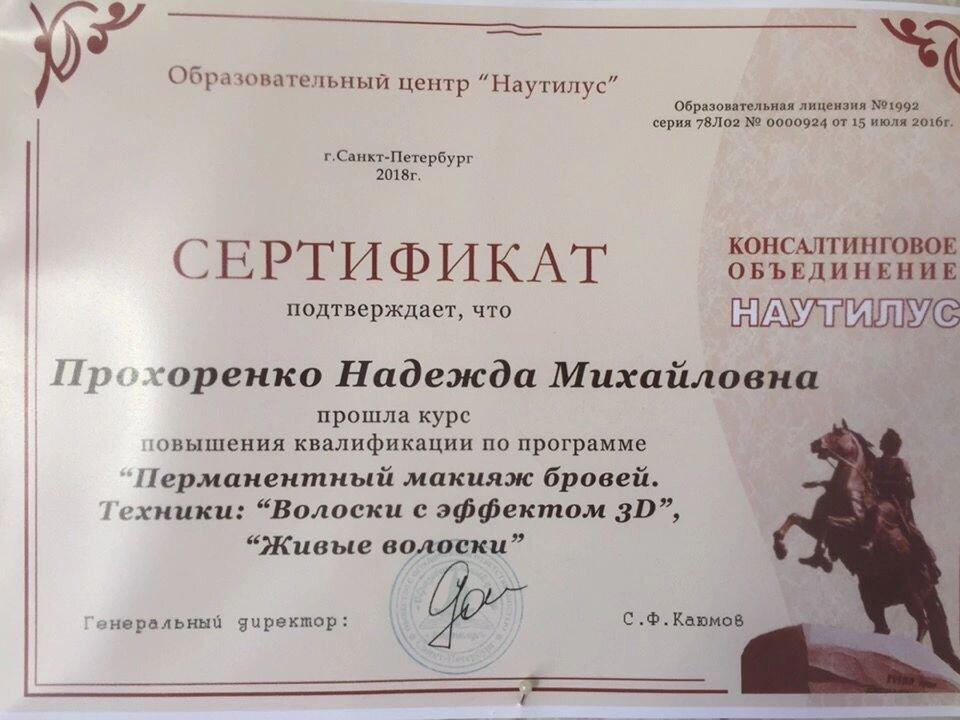 Образовательный центр "Наутилус"
Образовательная лицензия №1992
серия 78Л02 № 0000924 от 15 июля 2016г.
г.Санкт-Петербург
2018г.
СЕРТИФИКАТ
подтверждает, что
КОНСАЛТИНГОВОЕ
ОБЪЕДИНЕНИЕ
НАУТИЛУС
Прохоренко Надежда Михайловна
прошла курс
повышения квалификации по программе
"Перманентный макияж бровей.
Техники: "Волоски с эффектом 3D",
"Живые волоски"
Генеральный директор:
С.Ф.Каюмов